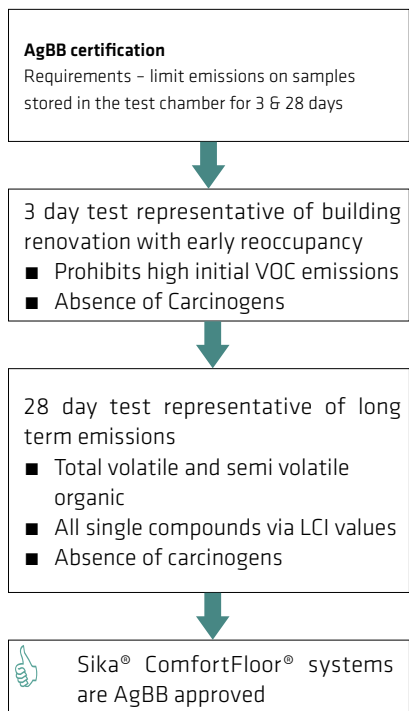 AgBB certification
Requirements – limit emissions on samples
stored in the test chamber for 3 & 28 days
3 day test representative of building
renovation with early reoccupancy
■ Prohibits high initial VOC emissions
■ Absence of Carcinogens
28 day test representative of long
term emissions
■ Total volatile and semi volatile
organic
■ All single compounds via LCI values
■ Absence of carcinogens
Sika® ComfortFloor® systems
are AgBB approved